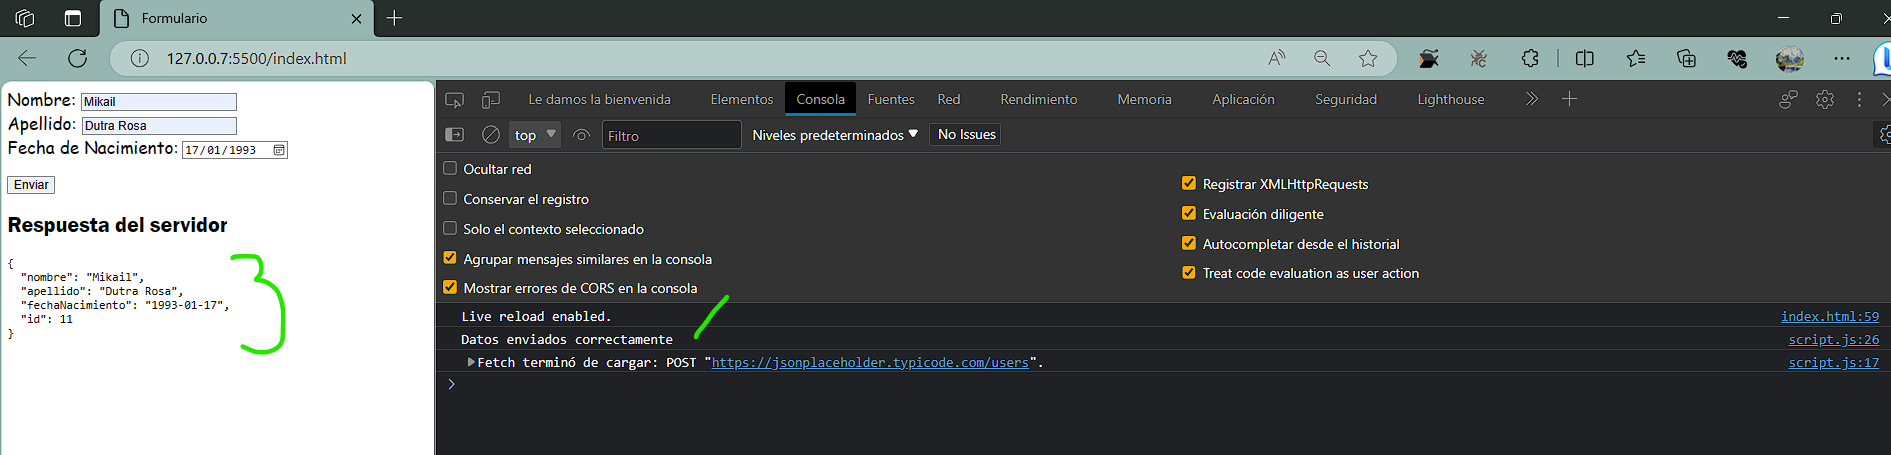 Formulario
127.0.0.7:5500/index.html
Nombre: Mikail
Apellido: Dutra Rosa
Fecha de Nacimiento: 17/01/1993
Enviar
Respuesta del servidor
{
"nombre": "Mikail",
"apellido": "Dutra Rosa",
"fechaNacimiento": "1993-01-17",
"id": 11
}
Le damos la bienvenida Elementos Consola Fuentes Red Rendimiento Memoria Aplicación Seguridad Lighthouse
top Filtro Niveles predeterminados No Issues
Ocultar red
Conservar el registro
Solo el contexto seleccionado
Agrupar mensajes similares en la consola
Mostrar errores de CORS en la consola
Registrar XMLHttpRequests
Evaluación diligente
Autocompletar desde el historial
Treat code evaluation as user action
Live reload enabled. index.html:59
Datos enviados correctamente script.js:26
Fetch terminó de cargar: POST "https://jsonplaceholder.typicode.com/users". script.js:17